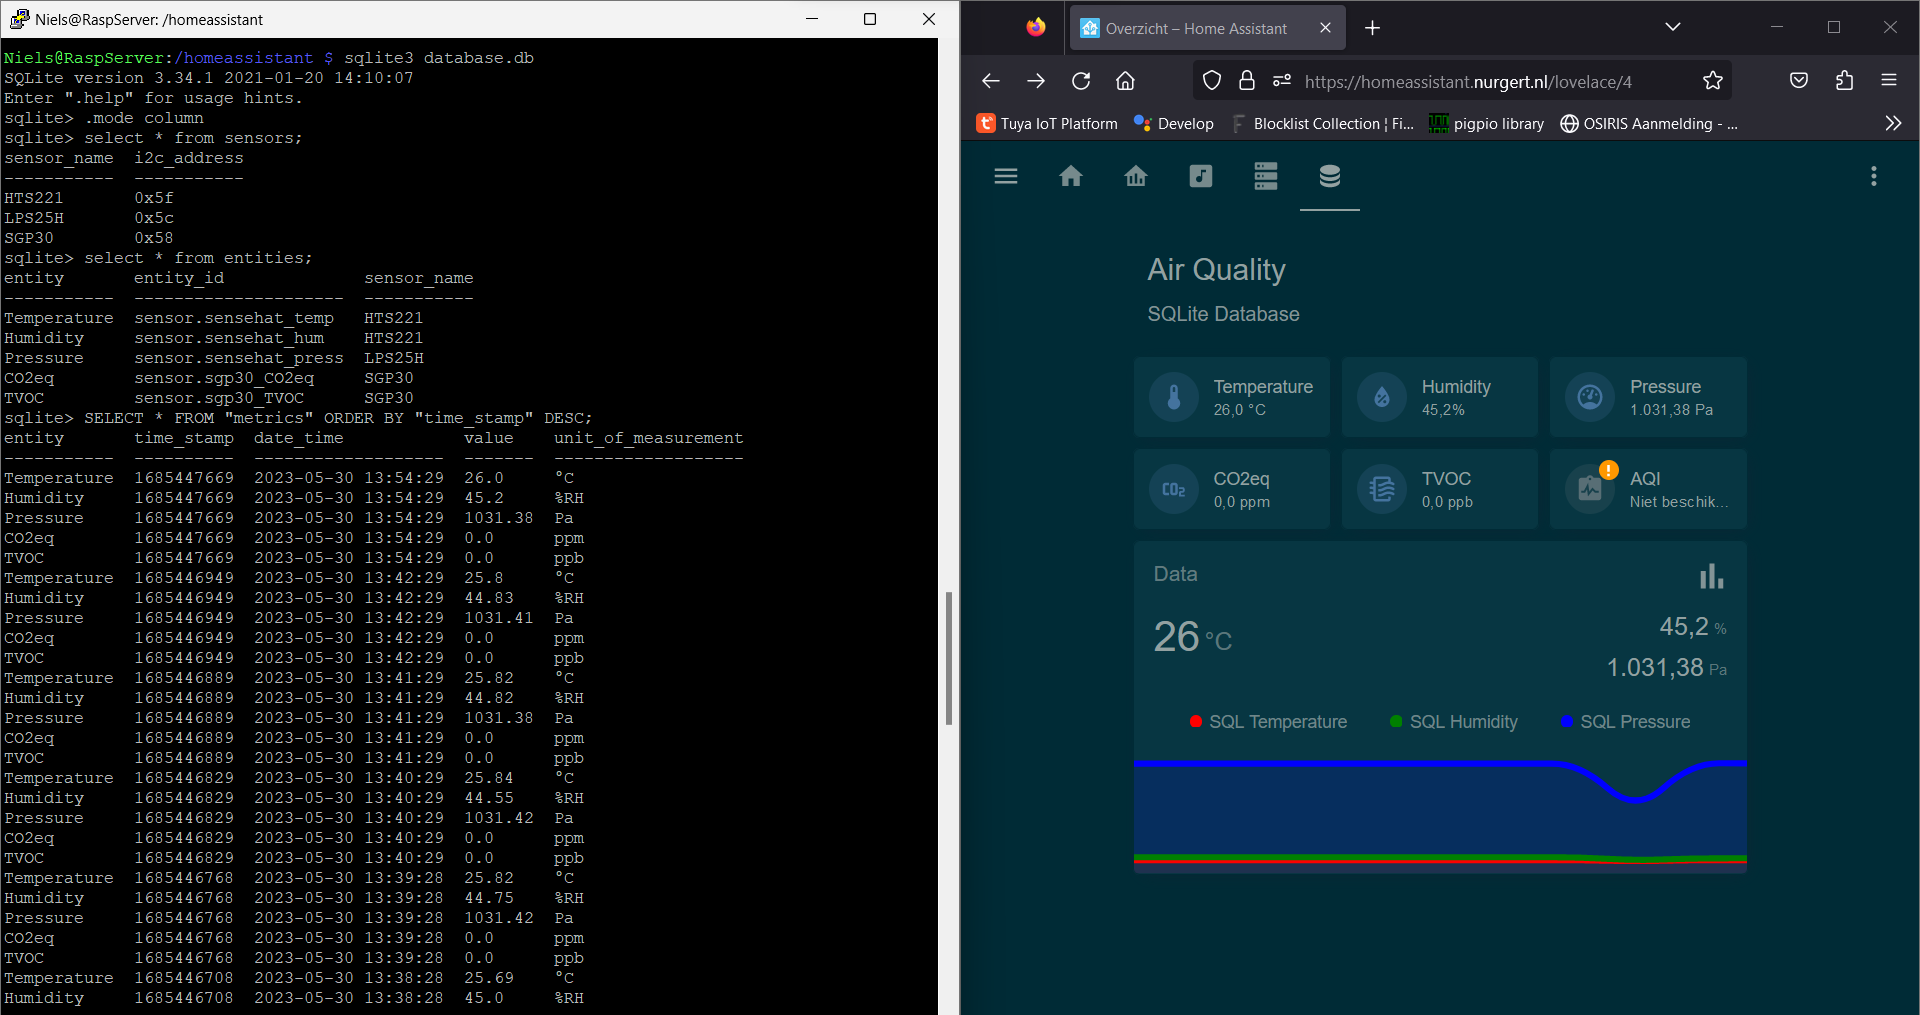 Niels@RaspServer: /homeassistant
Niels@RaspServer:/homeassistant $ sqlite3 database.db
SQLite version 3.34.1 2021-01-20 14:10:07
Enter ".help" for usage hints.
sqlite> .mode column
sqlite> select * from sensors;
sensor_name  i2c_address
-----------  -----------
HTS221       0x5f
LPS25H       0x5c
SGP30        0x58
sqlite> select * from entities;
entity       entity_id              sensor_name
-----------  ---------------------  -----------
Temperature  sensor.sensehat_temp   HTS221
Humidity     sensor.sensehat_hum    HTS221
Pressure     sensor.sensehat_press  LPS25H
CO2eq        sensor.sgp30_CO2eq     SGP30
TVOC         sensor.sgp30_TVOC      SGP30
sqlite> SELECT * FROM "metrics" ORDER BY "time_stamp" DESC;
entity       time_stamp  date_time            value    unit_of_measurement
-----------  ----------  -------------------  -------  -------------------
Temperature  1685447669  2023-05-30 13:54:29  26.0     °C
Humidity     1685447669  2023-05-30 13:54:29  45.2     %RH
Pressure     1685447669  2023-05-30 13:54:29  1031.38  Pa
CO2eq        1685447669  2023-05-30 13:54:29  0.0      ppm
TVOC         1685447669  2023-05-30 13:54:29  0.0      ppb
Temperature  1685446949  2023-05-30 13:42:29  25.8     °C
Humidity     1685446949  2023-05-30 13:42:29  44.83    %RH
Pressure     1685446949  2023-05-30 13:42:29  1031.41  Pa
CO2eq        1685446949  2023-05-30 13:42:29  0.0      ppm
TVOC         1685446949  2023-05-30 13:42:29  0.0      ppb
Temperature  1685446889  2023-05-30 13:41:29  25.82    °C
Humidity     1685446889  2023-05-30 13:41:29  44.82    %RH
Pressure     1685446889  2023-05-30 13:41:29  1031.38  Pa
CO2eq        1685446889  2023-05-30 13:41:29  0.0      ppm
TVOC         1685446889  2023-05-30 13:41:29  0.0      ppb
Temperature  1685446829  2023-05-30 13:40:29  25.84    °C
Humidity     1685446829  2023-05-30 13:40:29  44.55    %RH
Pressure     1685446829  2023-05-30 13:40:29  1031.42  Pa
CO2eq        1685446829  2023-05-30 13:40:29  0.0      ppm
TVOC         1685446829  2023-05-30 13:40:29  0.0      ppb
Temperature  1685446768  2023-05-30 13:39:28  25.82    °C
Humidity     1685446768  2023-05-30 13:39:28  44.75    %RH
Pressure     1685446768  2023-05-30 13:39:28  1031.42  Pa
CO2eq        1685446768  2023-05-30 13:39:28  0.0      ppm
TVOC         1685446768  2023-05-30 13:39:28  0.0      ppb
Temperature  1685446708  2023-05-30 13:38:28  25.69    °C
Humidity     1685446708  2023-05-30 13:38:28  45.0     %RH
Overzicht – Home Assistant
https://homeassistant.nurgert.nl/lovelace/4
Tuya IoT Platform Develop Blocklist Collection ¦ Fi... pigpio library OSIRIS Aanmelding - ...
Air Quality
SQLite Database
Temperature
26,0 °C
Humidity
45,2%
Pressure
1.031,38 Pa
CO₂
CO2eq
0,0 ppm
TVOC
0,0 ppb
AQI
Niet beschik...
Data
26 °C
45,2 %
1.031,38 Pa
SQL Temperature SQL Humidity SQL Pressure